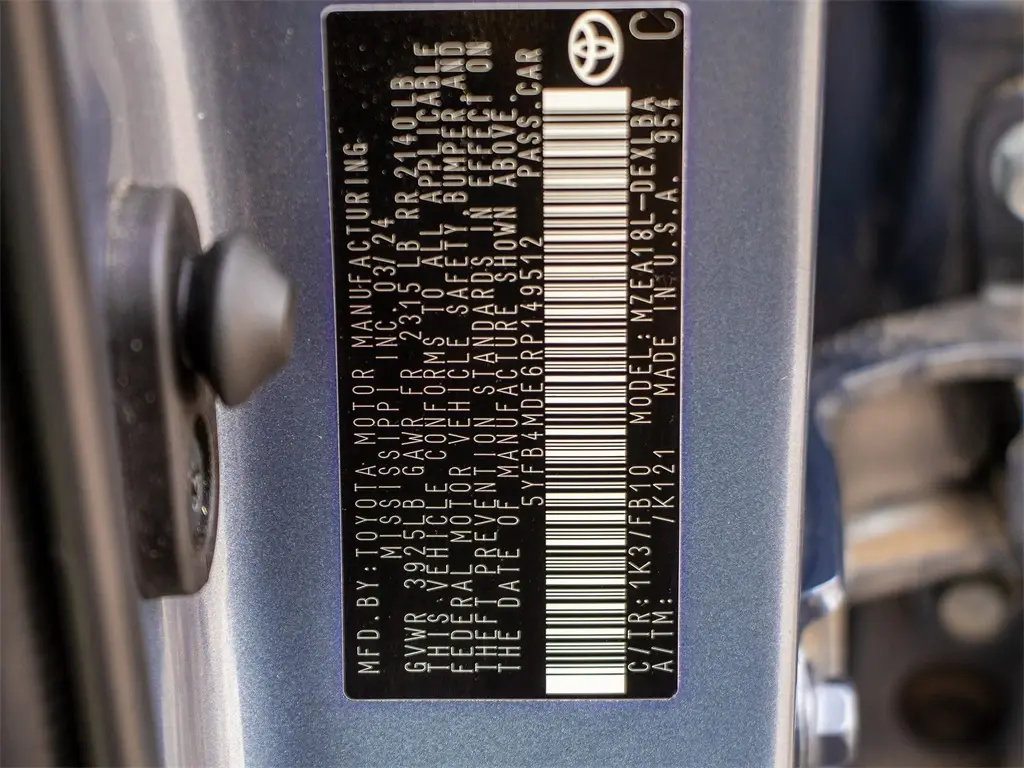 MFD.BY:TOYOTA MOTOR MANUFACTURING
MISSISSIPPI INC. 03/24
GVWR 3925LB GAWR FR 2315 LB RR 2140LB
THIS VEHICLE CONFORMS TO ALL APPLICABLE
FEDERAL MOTOR VEHICLE SAFETY, BUMPER AND
THEFT PREVENTION STANDARDS IN EFFECT ON
THE DATE OF MANUFACTURE SHOWN ABOVE.
5YFB4MDE6RP149512 PASS.CAR
C/TR:1K3/FB10 MODEL:MZEA18L-DEXLBA
A/TM: /K121 MADE IN U.S.A. 954
C